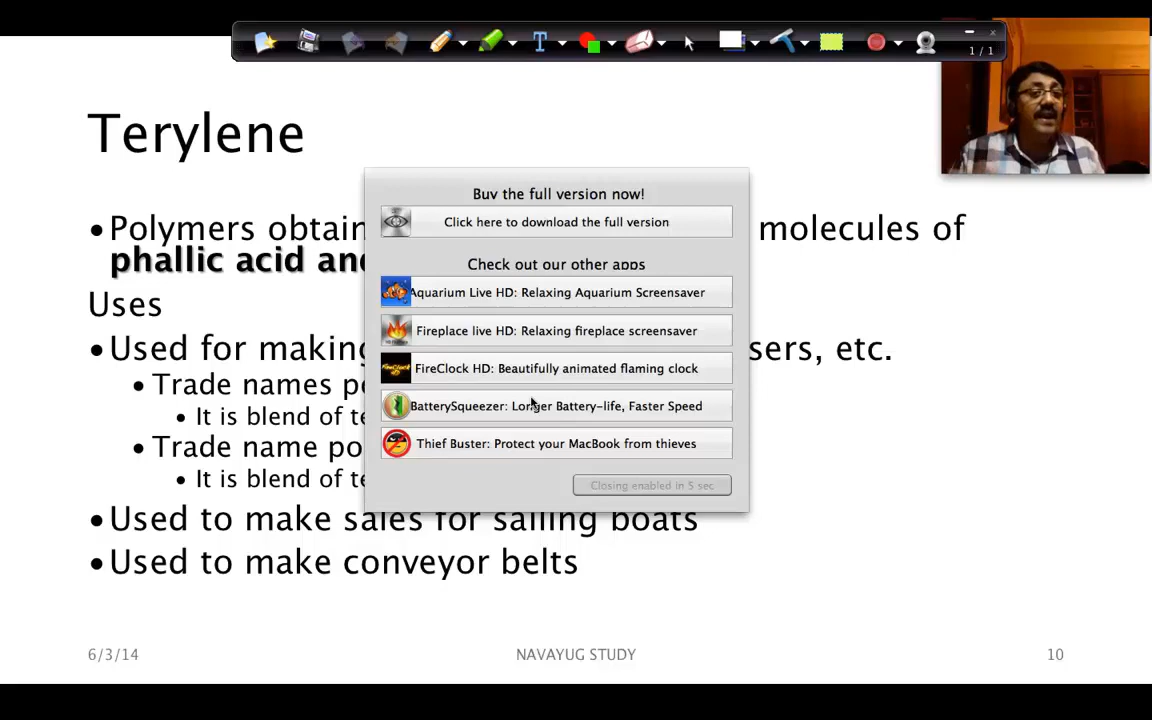 1 / 1
Terylene
•Polymers obtain molecules of
phallic acid and
Uses
•Used for making sers, etc.
•Trade names pe
•It is blend of te
•Trade name po
•It is blend of te
•Used to make sales for sailing boats
•Used to make conveyor belts
Buy the full version now!
Click here to download the full version
Check out our other apps
Aquarium Live HD: Relaxing Aquarium Screensaver
Fireplace live HD: Relaxing fireplace screensaver
FireClock HD: Beautifully animated flaming clock
BatterySqueezer: Longer Battery-life, Faster Speed
Thief Buster: Protect your MacBook from thieves
Closing enabled in 5 sec
6/3/14 NAVAYUG STUDY 10